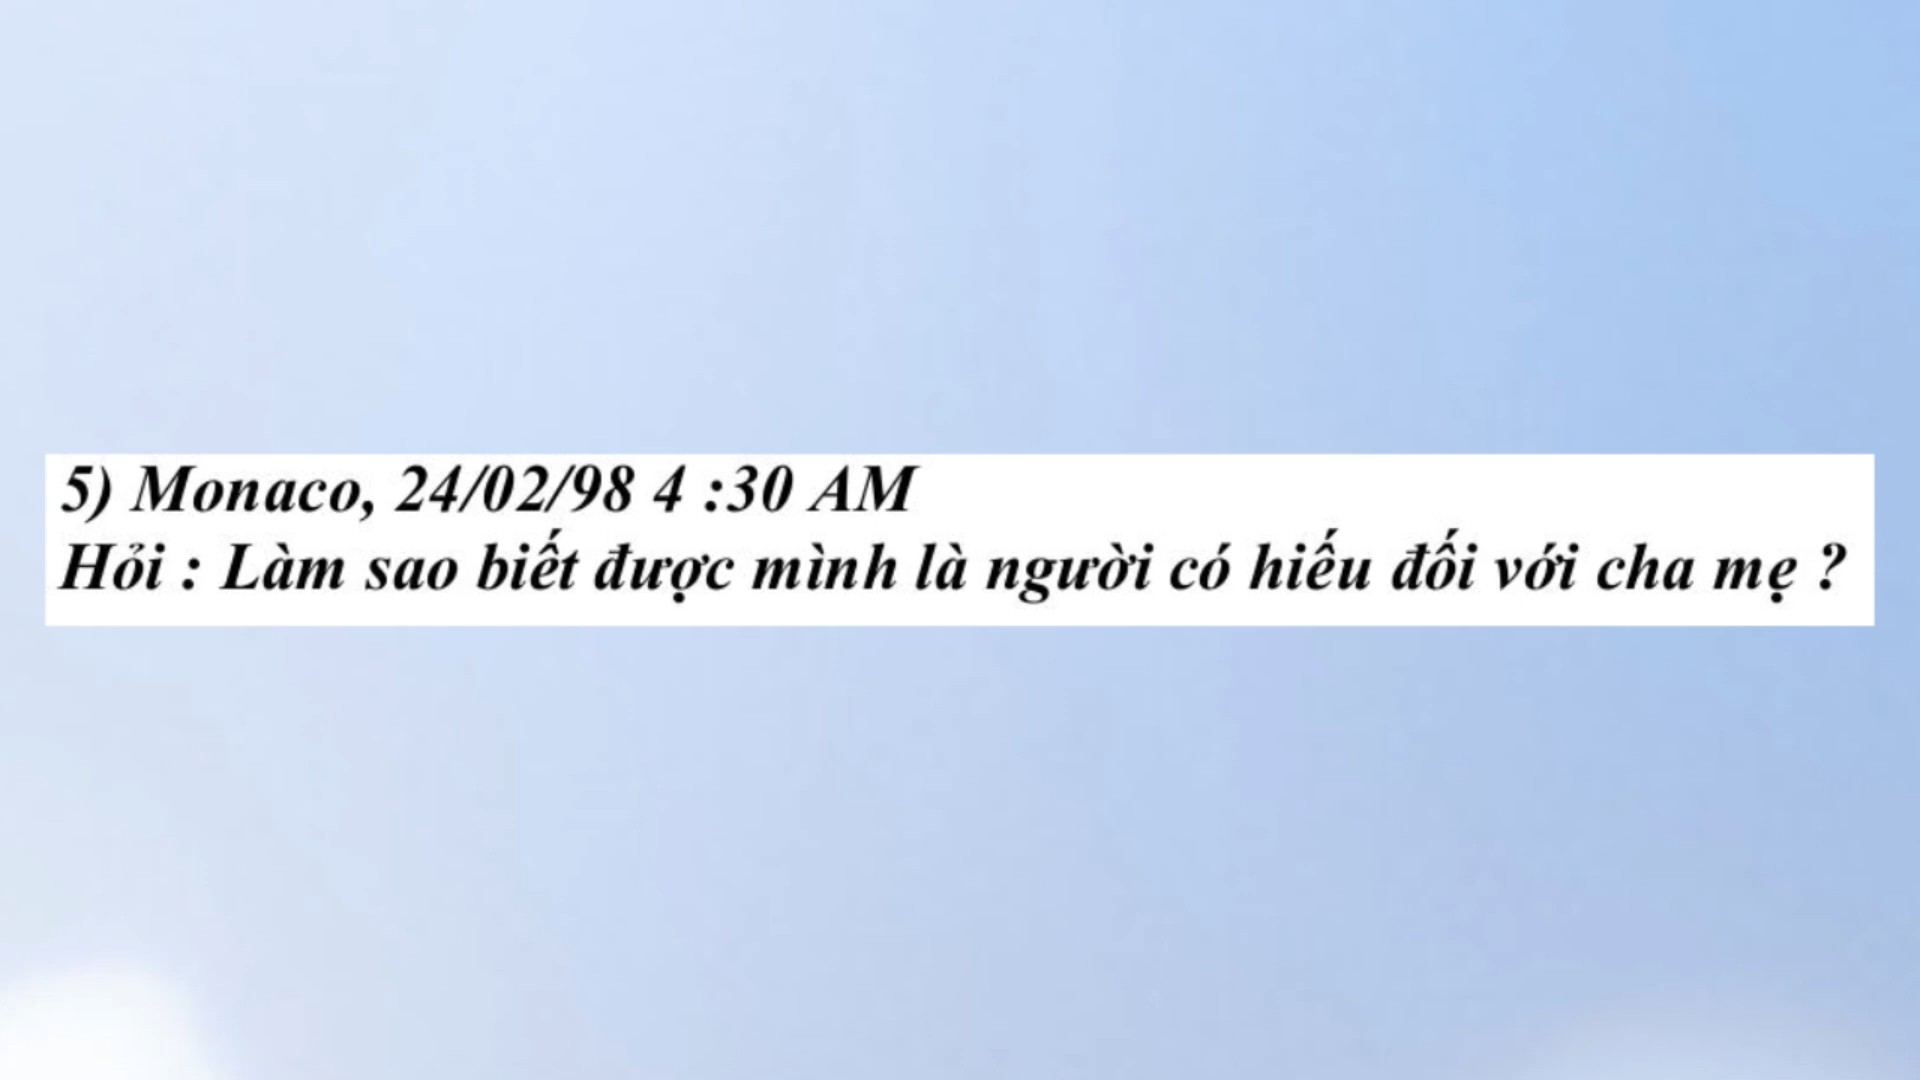 5) Monaco, 24/02/98 4 :30 AM
Hỏi : Làm sao biết được mình là người có hiếu đối với cha mẹ ?